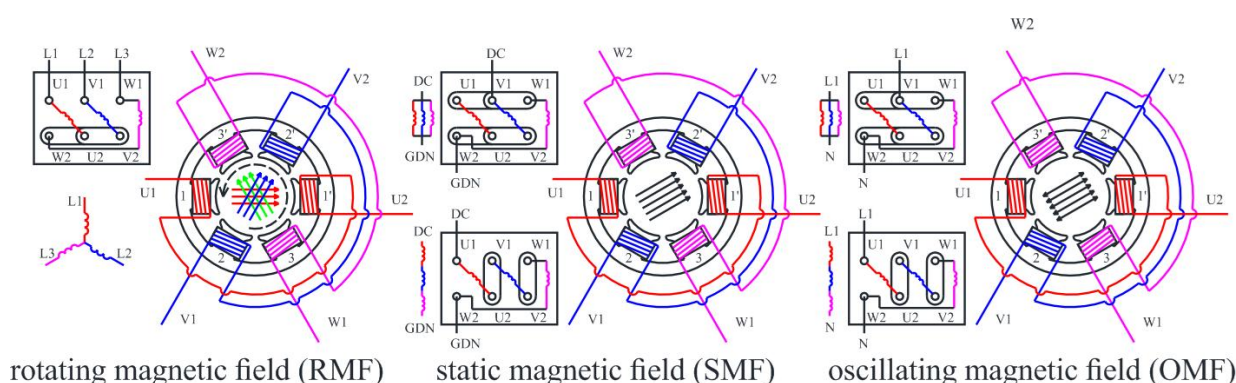 L1 L2 L3
U1 V1 W1
W2 U2 V2
L1
L3 L2
W2
V2
U1
U2
V1
W1
3' 2'
1 1'
2 3
rotating magnetic field (RMF)
DC
DC
U1 V1 W1
GDN
W2 U2 V2
GDN
DC
DC
U1 V1 W1
W2 U2 V2
GDN
GDN
W2
V2
U1
U2
V1
W1
3' 2'
1 1'
2 3
static magnetic field (SMF)
L1
L1
U1 V1 W1
N
W2 U2 V2
N
L1
L1
U1 V1 W1
W2 U2 V2
N
N
W2
V2
U1
U2
V1
W1
3' 2'
1 1'
2 3
oscillating magnetic field (OMF)